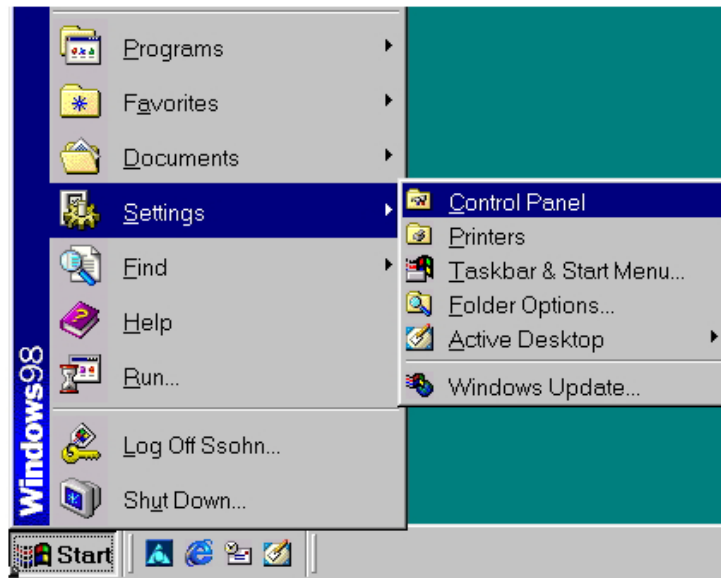 Programs
Favorites
Documents
Settings
Find
Help
Run...
Log Off Ssohn...
Shut Down...
Control Panel
Printers
Taskbar & Start Menu...
Folder Options...
Active Desktop
Windows Update...
Windows98
Start